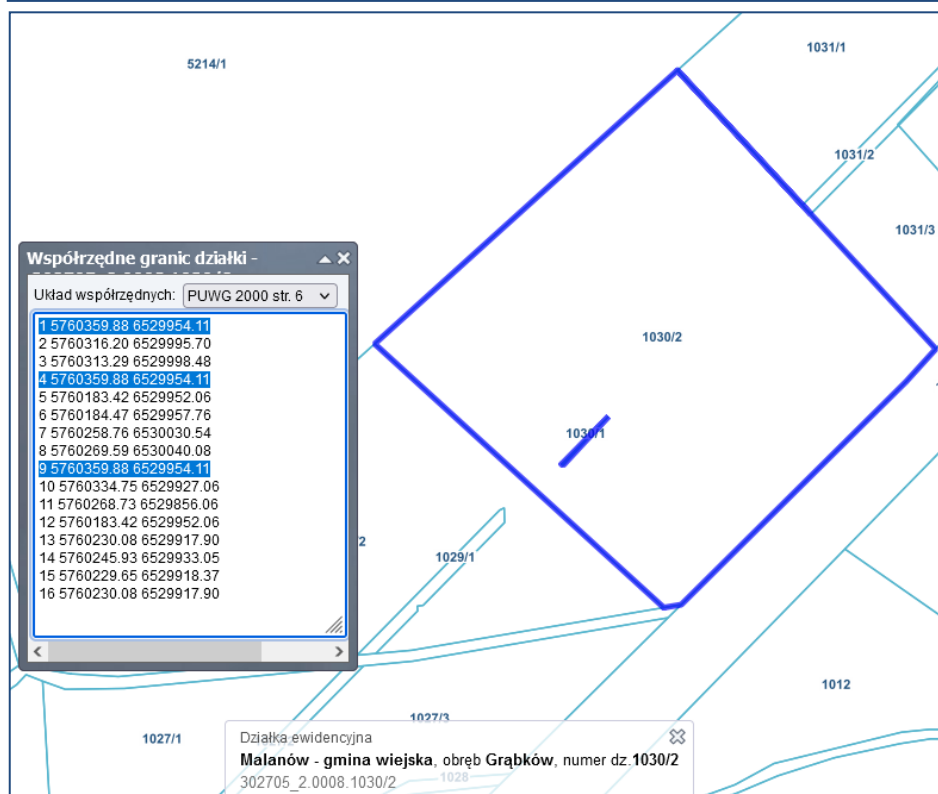 5214/1
1031/1
1031/2
1031/3
Współrzędne granic działki -
Układ współrzędnych: PUWG 2000 str. 6
1 5760359.88 6529954.11
2 5760316.20 6529995.70
3 5760313.29 6529998.48
4 5760359.88 6529954.11
5 5760183.42 6529952.06
6 5760184.47 6529957.76
7 5760258.76 6530030.54
8 5760269.59 6530040.08
9 5760359.88 6529954.11
10 5760334.75 6529927.06
11 5760268.73 6529856.06
12 5760183.42 6529952.06
13 5760230.08 6529917.90
14 5760245.93 6529933.05
15 5760229.65 6529918.37
16 5760230.08 6529917.90
1030/2
1030/1
2
1029/1
1012
1027/1
1027/3
Działka ewidencyjna
Malanów - gmina wiejska, obręb Grąbków, numer dz.1030/2
1028
302705_2.0008.1030/2